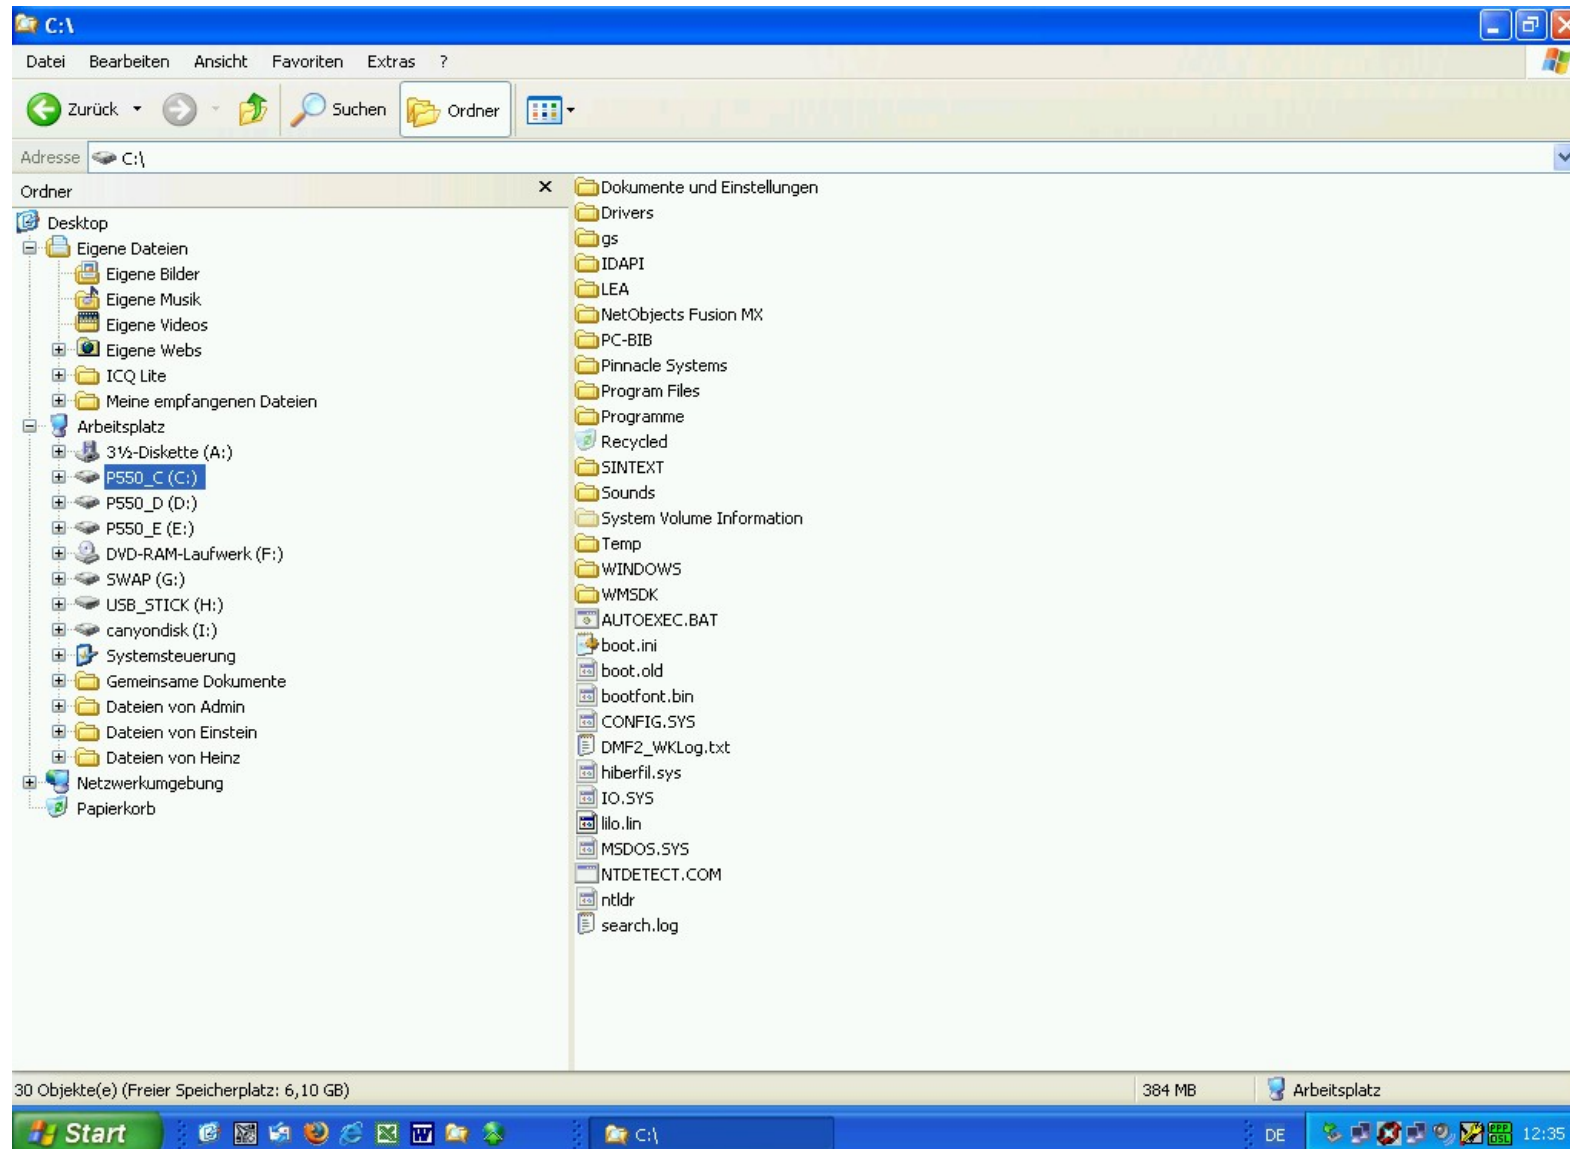 C:\
Datei Bearbeiten Ansicht Favoriten Extras ?
Zurück Suchen Ordner
Adresse C:\
Ordner
Desktop
Eigene Dateien
Eigene Bilder
Eigene Musik
Eigene Videos
Eigene Webs
ICQ Lite
Meine empfangenen Dateien
Arbeitsplatz
3½-Diskette (A:)
P550_C (C:)
P550_D (D:)
P550_E (E:)
DVD-RAM-Laufwerk (F:)
SWAP (G:)
USB_STICK (H:)
canyondisk (I:)
Systemsteuerung
Gemeinsame Dokumente
Dateien von Admin
Dateien von Einstein
Dateien von Heinz
Netzwerkumgebung
Papierkorb
Dokumente und Einstellungen
Drivers
gs
IDAPI
LEA
NetObjects Fusion MX
PC-BIB
Pinnacle Systems
Program Files
Programme
Recycled
SINTEXT
Sounds
System Volume Information
Temp
WINDOWS
WMSDK
AUTOEXEC.BAT
boot.ini
boot.old
bootfont.bin
CONFIG.SYS
DMF2_WKLog.txt
hiberfil.sys
IO.SYS
lilo.lin
MSDOS.SYS
NTDETECT.COM
ntldr
search.log
30 Objekte(e) (Freier Speicherplatz: 6,10 GB) 384 MB Arbeitsplatz
Start C:\ DE PPP DSL 12:35